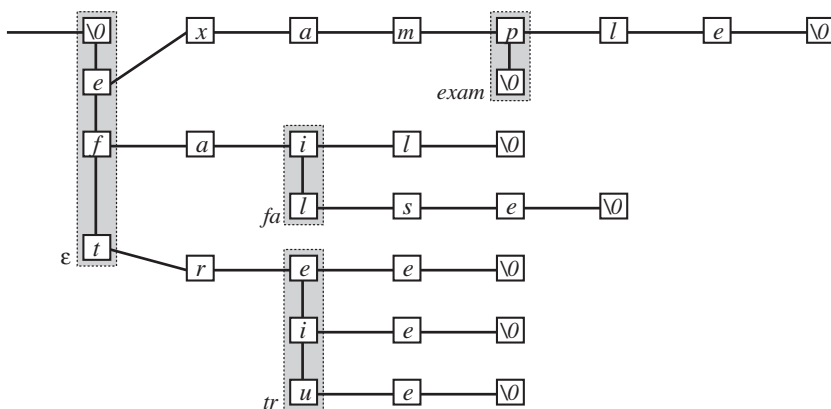 \0 x a m p l e \0
e \0
exam
f a i l \0
l s e \0
fa
t
ε
r e e \0
i e \0
u e \0
tr